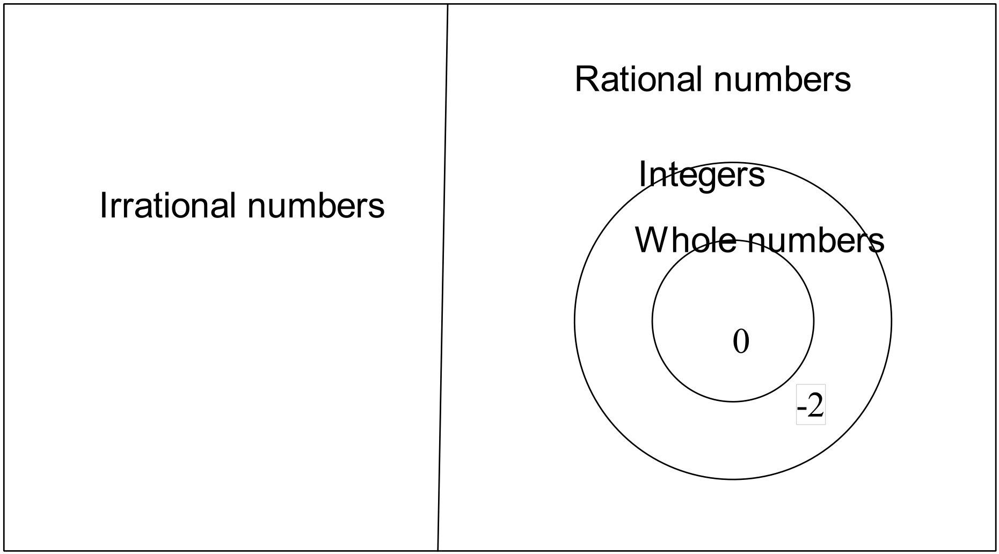 Rational numbers
Integers
Irrational numbers
Whole numbers
0
-2